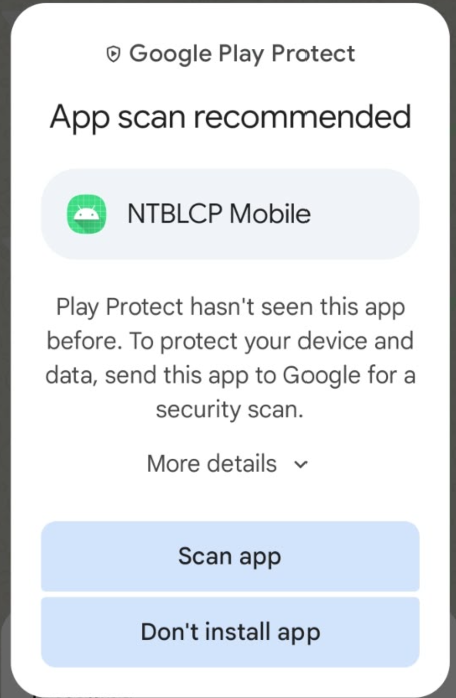 Google Play Protect
App scan recommended
NTBLCP Mobile
Play Protect hasn't seen this app
before. To protect your device and
data, send this app to Google for a
security scan.
More details
Scan app
Don't install app